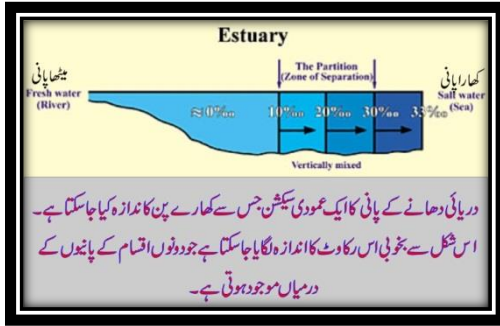 Estuary
The Partition
(Zone of Separation)
میٹھا پانی
Fresh water
(River)
کھارا پانی
Salt water
(Sea)
≈ 0‰ 10‰ 20‰ 30‰ 33‰
Vertically mixed
دریائی دھانے کے پانی کا ایک عمودی سیکشن جس سے کھارے پن کا اندازہ کیا جاسکتا ہے۔
اس شکل سے بخوبی اس رکاوٹ کا اندازہ لگایا جاسکتا ہے جو دونوں اقسام کے پانیوں کے
درمیاں موجود ہوتی ہے۔